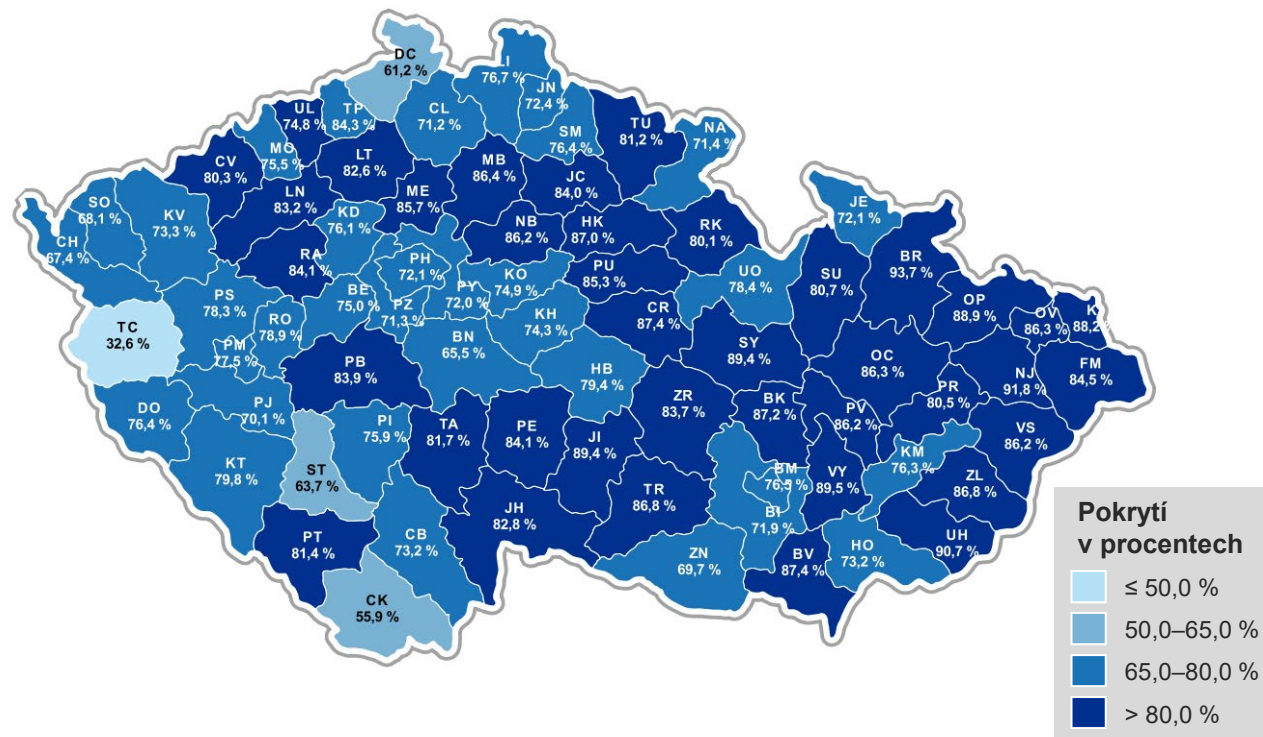 DC
61,2 %
LI
76,7 %
JN
72,4 %
UL
74,8 %
TP
84,3 %
CL
71,2 %
SM
76,4 %
TU
81,2 %
NA
71,4 %
MO
75,5 %
CV
80,3 %
LT
82,6 %
MB
86,4 %
JC
84,0 %
LN
83,2 %
ME
85,7 %
SO
68,1 %
KV
73,3 %
KD
76,1 %
NB
86,2 %
HK
87,0 %
RK
80,1 %
JE
72,1 %
CH
67,4 %
RA
84,1 %
PH
72,1 %
KO
74,9 %
PU
85,3 %
UO
78,4 %
SU
80,7 %
BR
93,7 %
PS
78,3 %
BE
75,0 %
PZ
71,3 %
PY
72,0 %
OP
88,9 %
OV
86,3 %
K
88,2
TC
32,6 %
RO
78,9 %
KH
74,3 %
CR
87,4 %
PM
77,5 %
BN
65,5 %
SY
89,4 %
OC
86,3 %
PB
83,9 %
HB
79,4 %
NJ
91,8 %
FM
84,5 %
DO
76,4 %
PJ
70,1 %
ZR
83,7 %
BK
87,2 %
PV
86,2 %
PR
80,5 %
PI
75,9 %
TA
81,7 %
PE
84,1 %
JI
89,4 %
VS
86,2 %
KT
79,8 %
ST
63,7 %
KM
76,3 %
BM
76,5 %
VY
89,5 %
ZL
86,8 %
TR
86,8 %
JH
82,8 %
BI
71,9 %
PT
81,4 %
CB
73,2 %
ZN
69,7 %
BV
87,4 %
HO
73,2 %
UH
90,7 %
CK
55,9 %
Pokrytí
v procentech
≤ 50,0 %
50,0–65,0 %
65,0–80,0 %
> 80,0 %